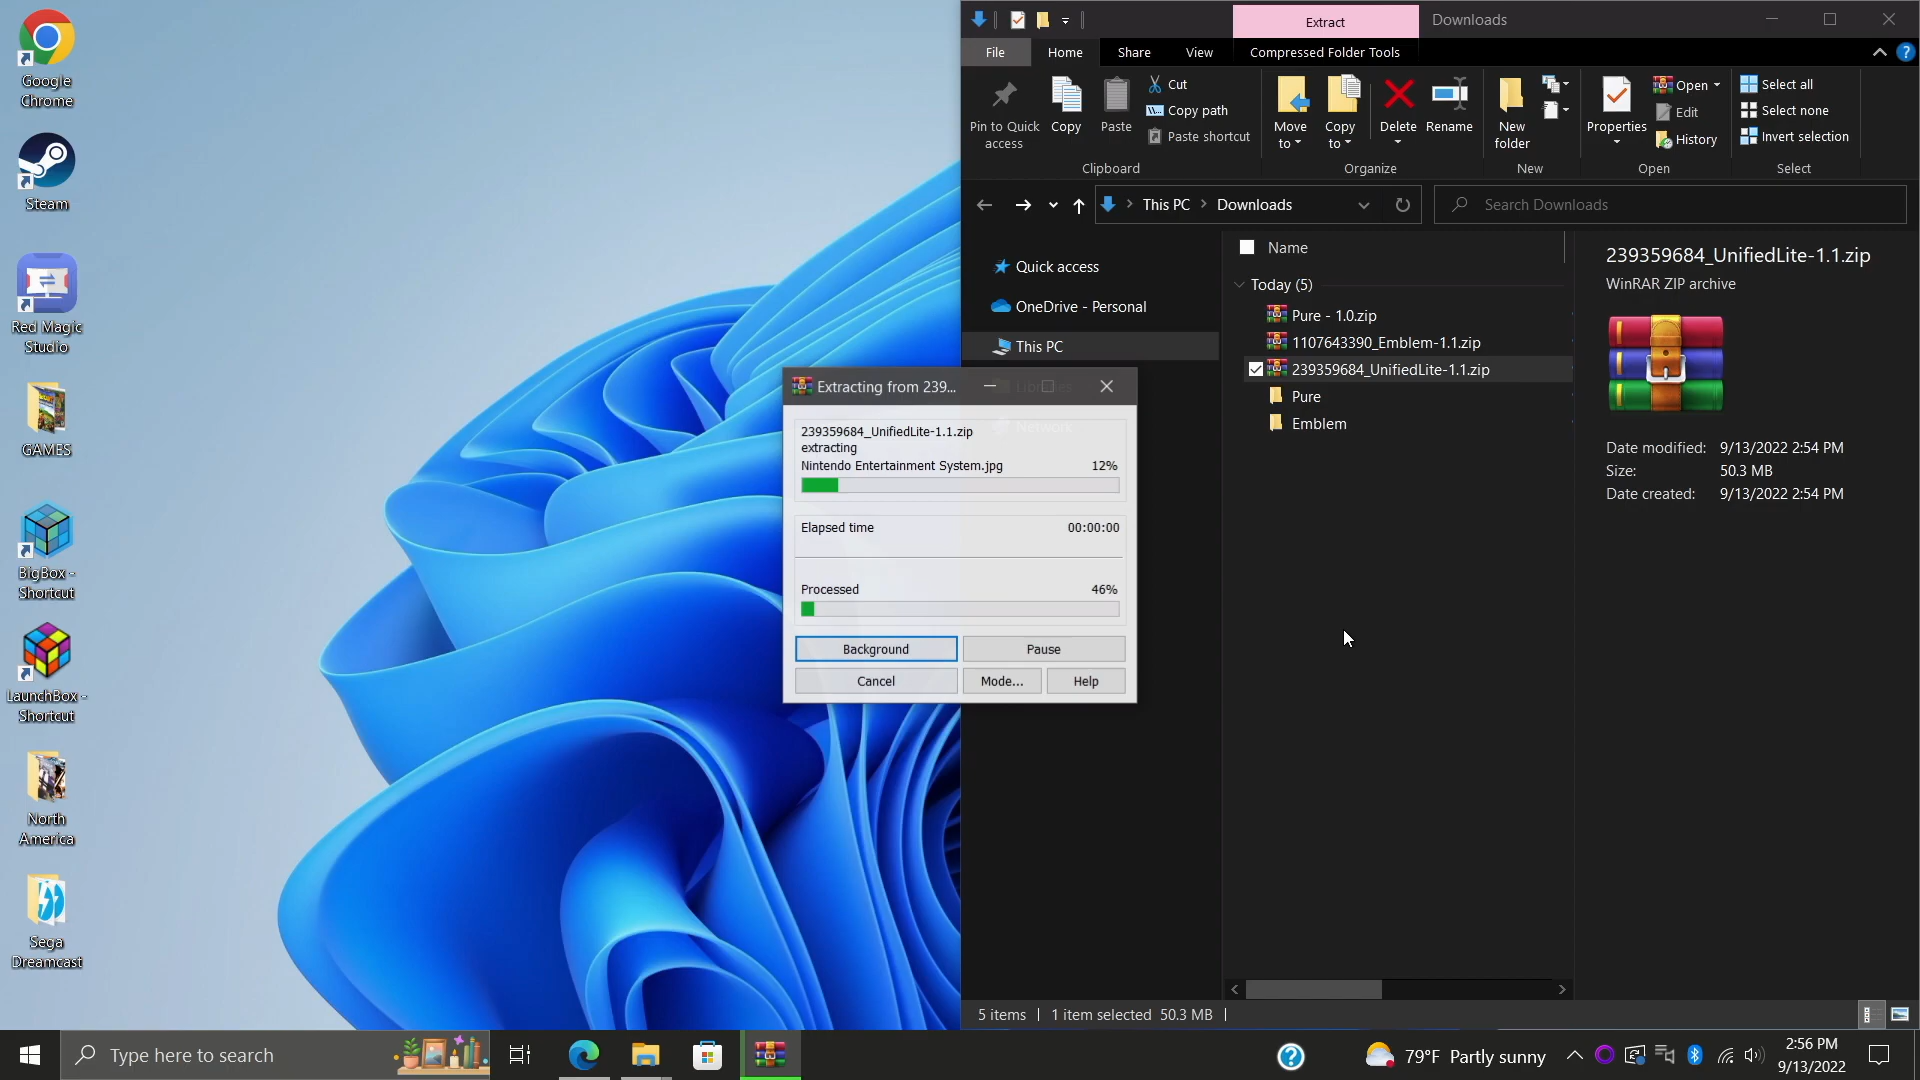 Google
Chrome
Steam
Red Magic
Studio
GAMES
BigBox -
Shortcut
LaunchBox -
Shortcut
North
America
Sega
Dreamcast
Extract
Downloads
File
Home
Share
View
Compressed Folder Tools
Pin to Quick
access
Copy
Paste
Cut
Copy path
Paste shortcut
Clipboard
Move
to
Copy
to
Delete
Rename
Organize
New
folder
New
Properties
Open
Edit
History
Open
Select all
Select none
Invert selection
Select
This PC
Downloads
Search Downloads
Quick access
OneDrive - Personal
This PC
Libraries
Network
Name
Today (5)
Pure - 1.0.zip
1107643390_Emblem-1.1.zip
239359684_UnifiedLite-1.1.zip
Pure
Emblem
239359684_UnifiedLite-1.1.zip
WinRAR ZIP archive
Date modified: 9/13/2022 2:54 PM
Size: 50.3 MB
Date created: 9/13/2022 2:54 PM
Extracting from 239...
239359684_UnifiedLite-1.1.zip
extracting
Nintendo Entertainment System.jpg 12%
Elapsed time 00:00:00
Processed 46%
Background
Pause
Cancel
Mode...
Help
5 items
1 item selected 50.3 MB
Type here to search
79°F Partly sunny
2:56 PM
9/13/2022